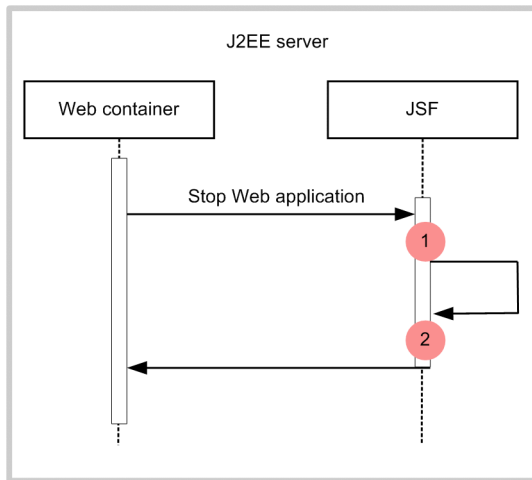 J2EE server
Web container
JSF
Stop Web application
1
2